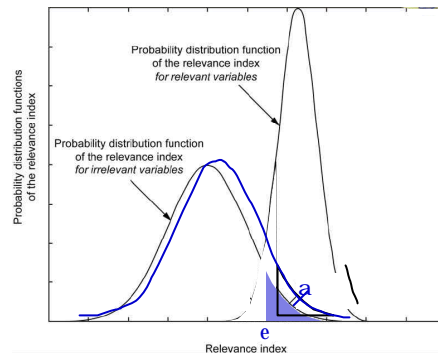 Probability distribution functions
of the relevance index
Probability distribution function
of the relevance index
for relevant variables
Probability distribution function
of the relevance index
for irrelevant variables
a
e
Relevance index